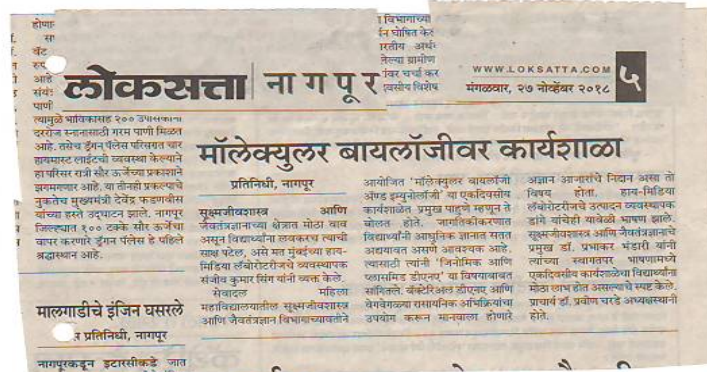 होणा
वॅट
आहे
संयं
पाणी
विभागाच्या
घोषित के
अर्थ
ग्रामीण
चर्चा कर
विशेष
लोकसत्ता नागपूर
WWW.LOKSATTA.COM
मंगळवार, २७ नोव्हेंबर २०१८
५
त्यामुळे भाविकासह २०० उपासकांना
दररोज स्नानासाठी गरम पाणी मिळत
आहे. तसेच ड्रॅगन पॅलेस परिसरात चार
हायमास्ट लाईटची व्यवस्था केल्याने
हा परिसर रात्री सौर ऊर्जेच्या प्रकाशाने
झगमगणार आहे. या तीनही प्रकल्पाचे
नुकतेच मुख्यमंत्री देवेंद्र फडणवीस
यांच्या हस्ते उद्घाटन झाले. नागपूर
जिल्ह्यात १०० टक्के सौर ऊर्जेचा
वापर करणारे ड्रॅगन पॅलेस हे पहिले
श्रद्धास्थान आहे.
मालगाडीचे इंजिन घसरले
प्रतिनिधी, नागपूर
नागपूरकडून इटारसीकडे जात
मॉलेक्युलर बायलॉजीवर कार्यशाळा
प्रतिनिधी, नागपूर
सूक्ष्मजीवशास्त्र आणि
जैवतंत्रज्ञानाच्या क्षेत्रात मोठा वाव
असून विद्यार्थ्यांना लवकरच त्याची
साक्ष पटेल, असे मत मुंबईच्या हाय-
मिडिया लॅबोरेटरीजचे व्यवस्थापक
संजीव कुमार सिंग यांनी व्यक्त केले.
सेवादल महिला
महाविद्यालयातील सूक्ष्मजीवशास्त्र
आणि जैवतंत्रज्ञान विभागाच्यावतीने
आयोजित 'मॉलेक्युलर बायलॉजी
ॲण्ड इम्युनोलॉजी' या एकदिवसीय
कार्यशाळेत प्रमुख पाहुणे म्हणून ते
बोलत होते. नागतिकीकरणात
विद्यार्थ्यांनी आधुनिक ज्ञानात सतत
अद्ययावत असणे आवश्यक आहे.
त्यासाठी त्यांनी 'जिनोमिक आणि
प्लासमिड डीएनए' या विषयाबाबत
सांगितले. बॅक्टेरिअल डीएनए आणि
वेगवेगळ्या रासायनिक अभिक्रियांचा
उपयोग करून मानवाला होणारे
अज्ञान आजारांचे निदान असा तो
विषय होता. हाय-मिडिया
लॅबोरेटरीजचे उत्पादन व्यवस्थापक
डांगे यांचेही यावेळी भाषण झाले.
सूक्ष्मजीवशास्त्र आणि जैवतंत्रज्ञानाचे
प्रमुख डॉ. प्रभाकर भंडारी यांनी
त्यांच्या स्वागतपर भाषणामध्ये
एकदिवसीय कार्यशाळेचा विद्यार्थ्यांना
मोठा लाभ होत असल्याचे स्पष्ट केले.
प्राचार्य डॉ. प्रवीण चरडे अध्यक्षस्थानी
होते.